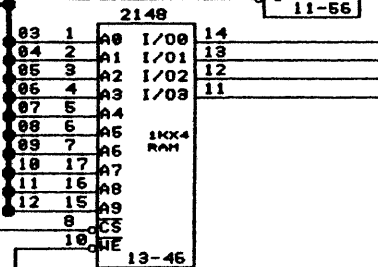 11-56
2148
03 1 A0 I/O0 14
04 2 A1 I/O1 13
05 3 A2 I/O2 12
06 4 A3 I/O3 11
07 5 A4
08 6 A5 1KX4
09 7 A6 RAM
10 17 A7
11 16 A8
12 15 A9
8 CS
10 WE
13-46